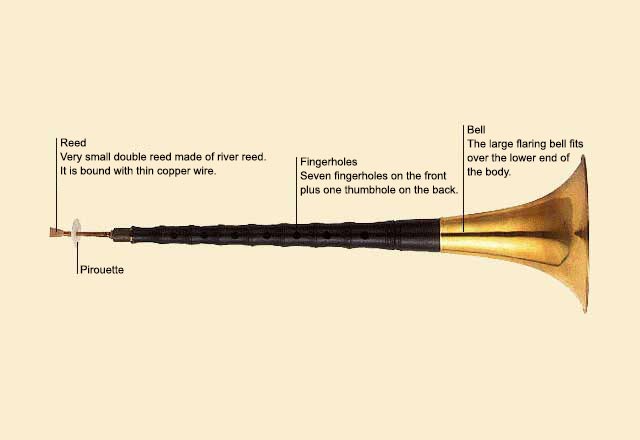 Reed
Very small double reed made of river reed.
It is bound with thin copper wire.
Fingerholes
Seven fingerholes on the front
plus one thumbhole on the back.
Bell
The large flaring bell fits
over the lower end of
the body.
Pirouette